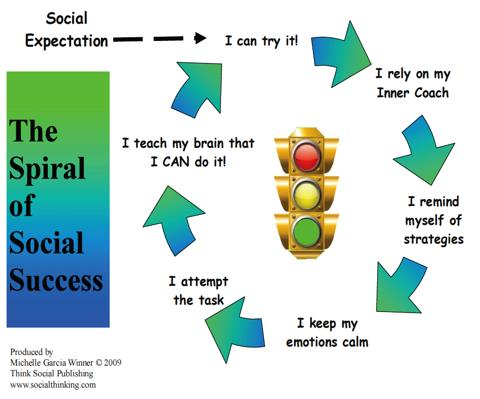 Social
Expectation
I can try it!
I rely on my
Inner Coach
I remind
myself of
strategies
I keep my
emotions calm
I attempt
the task
I teach my brain that
I CAN do it!
The
Spiral
of
Social
Success
Produced by
Michelle Garcia Winner © 2009
Think Social Publishing
www.socialthinking.com